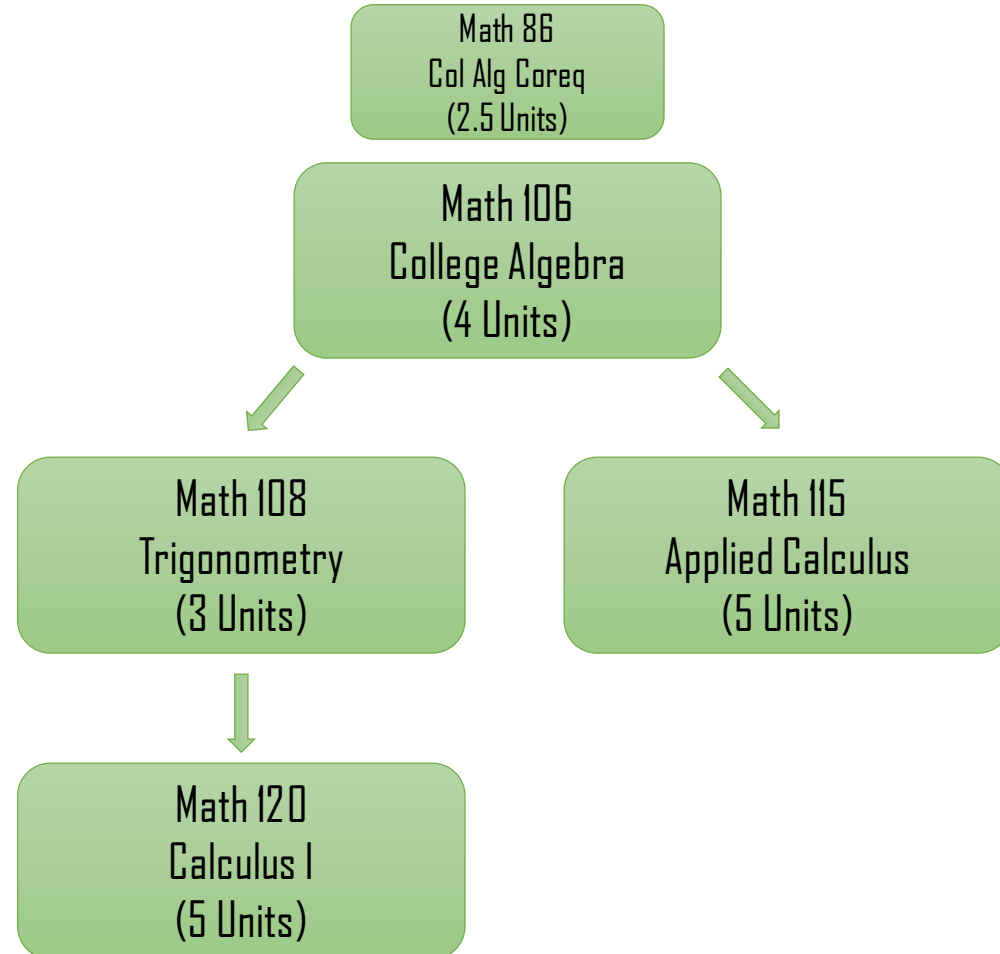 Math 86
Col Alg Coreq
(2.5 Units)
Math 106
College Algebra
(4 Units)
Math 108
Trigonometry
(3 Units)
Math 115
Applied Calculus
(5 Units)
Math 120
Calculus I
(5 Units)